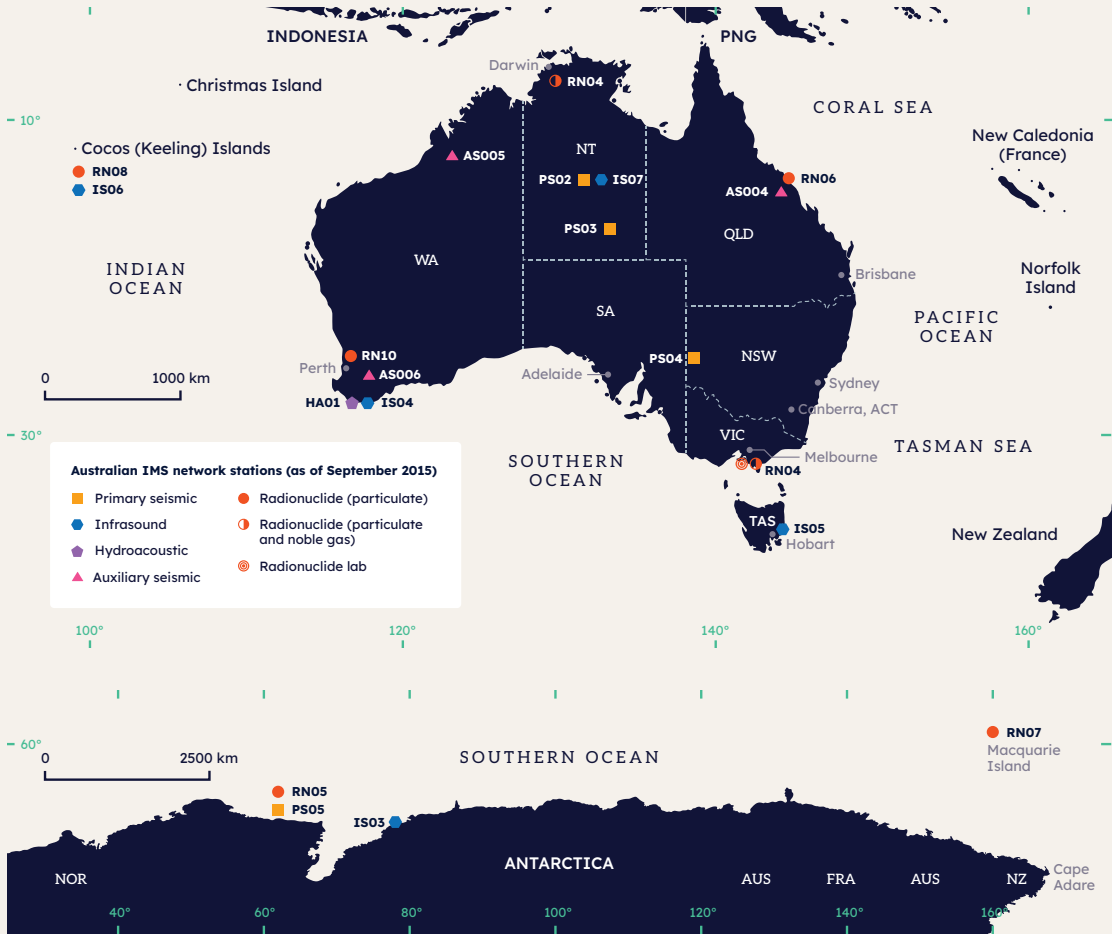 INDONESIA
PNG
Darwin
RN04
Christmas Island
CORAL SEA
10°
New Caledonia
(France)
Cocos (Keeling) Islands
NT
AS005
RN08
PS02
IS07
RN06
IS06
AS004
PS03
QLD
WA
INDIAN
OCEAN
Norfolk
Island
Brisbane
SA
PACIFIC
OCEAN
RN10
PS04
NSW
Perth
AS006
Adelaide
0
1000 km
Sydney
HA01
IS04
Canberra, ACT
30°
VIC
TASMAN SEA
Melbourne
SOUTHERN
OCEAN
RN04
Australian IMS network stations (as of September 2015)
Primary seismic
Infrasound
Hydroacoustic
Auxiliary seismic
Radionuclide (particulate)
Radionuclide (particulate
and noble gas)
Radionuclide lab
TAS
IS05
Hobart
New Zealand
100°
120°
140°
160°
60°
0
2500 km
SOUTHERN OCEAN
RN07
Macquarie
Island
RN05
PS05
IS03
ANTARCTICA
NOR
AUS
FRA
AUS
NZ
Cape
Adare
40°
60°
80°
100°
120°
140°
160°